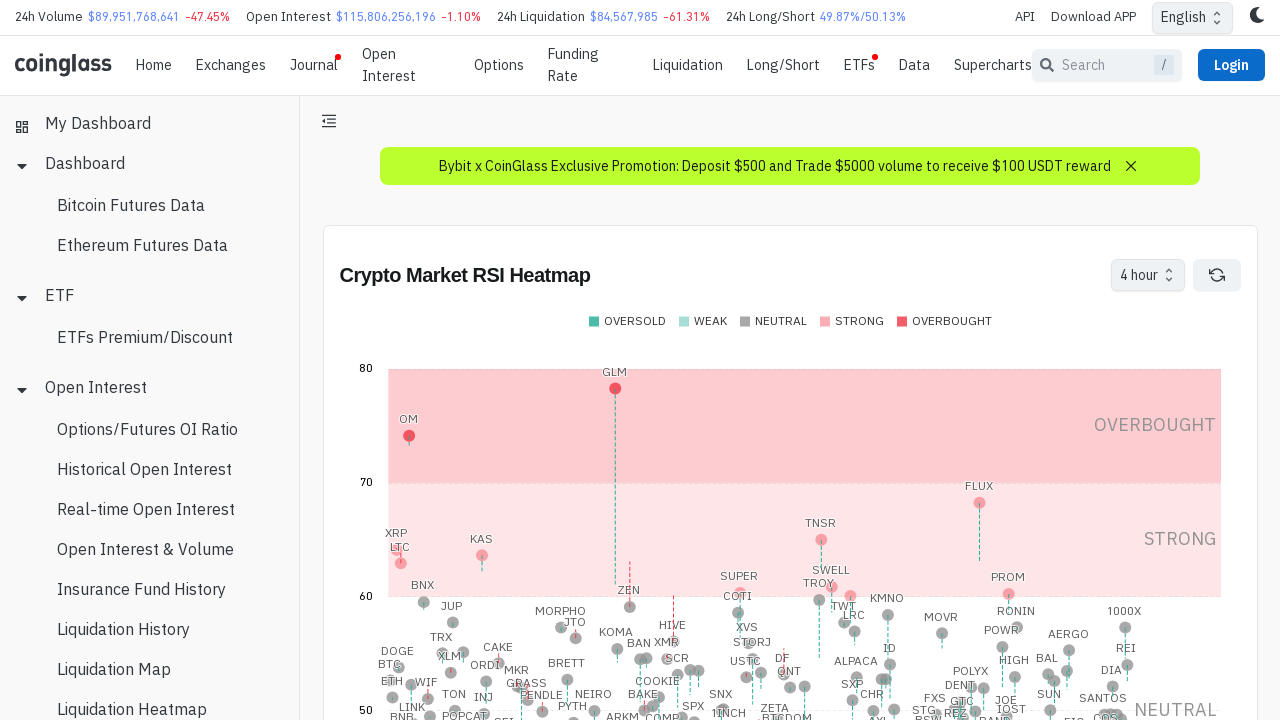 24h Volume $89,951,768,641 -47.45% Open Interest $115,806,256,196 -1.10% 24h Liquidation $84,567,985 -61.31% 24h Long/Short 49.87%/50.13% API Download APP English
coinglass Home Exchanges Journal Open Interest Options Funding Rate Liquidation Long/Short ETFs Data Supercharts Search / Login
My Dashboard
Dashboard
Bitcoin Futures Data
Ethereum Futures Data
ETF
ETFs Premium/Discount
Open Interest
Options/Futures OI Ratio
Historical Open Interest
Real-time Open Interest
Open Interest & Volume
Insurance Fund History
Liquidation History
Liquidation Map
Liquidation Heatmap
Bybit x CoinGlass Exclusive Promotion: Deposit $500 and Trade $5000 volume to receive $100 USDT reward
Crypto Market RSI Heatmap
4 hour
OVERSOLD WEAK NEUTRAL STRONG OVERBOUGHT
80
GLM
OM
OVERBOUGHT
70
FLUX
TNSR
XRP
KAS
STRONG
LTC
SWELL
SUPER
PROM
TROY
BNX
ZEN
60
COTI
KMNO
JUP
TWT
MORPHO
RONIN
1000X
LRC
MOVR
JTO
HIVE
XVS
KOMA
POWR
AERGO
TRX
BAN
XMR
STORJ
CAKE
REI
ID
DOGE
XLM
SCR
DF
BAL
HIGH
BRETT
USTC
ALPACA
BTC
ORDI
MKR
QNT
POLYX
DIA
ETH
WIF
GRASS
COOKIE
SXP
DENT
TON
INJ
PENDLE
NEIRO
BAKE
SNX
CHR
FXS
GTC
JOE
SUN
SANTOS
LINK
PYTH
SPX
ZETA
STG
IOST
50
NEUTRAL
BNB
POPCAT
ARKM
1INCH
BTCDOM